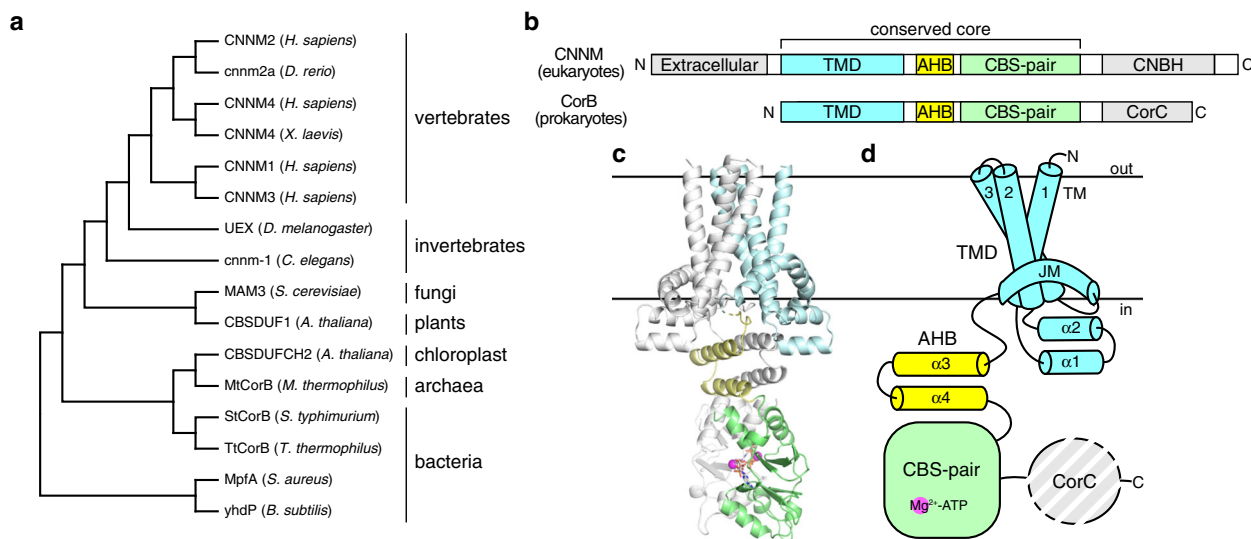 a
CNNM2 (H. sapiens)
cnnm2a (D. rerio)
CNNM4 (H. sapiens)
CNNM4 (X. laevis)
CNNM1 (H. sapiens)
CNNM3 (H. sapiens)
UEX (D. melanogaster)
cnnm-1 (C. elegans)
MAM3 (S. cerevisiae)
CBSDUF1 (A. thaliana)
CBSDUFCH2 (A. thaliana)
MtCorB (M. thermophilus)
StCorB (S. typhimurium)
TtCorB (T. thermophilus)
MpfA (S. aureus)
yhdP (B. subtilis)
vertebrates
invertebrates
fungi
plants
chloroplast
archaea
bacteria
b
conserved core
CNNM
(eukaryotes)
N Extracellular TMD AHB CBS-pair CNBH C
CorB
(prokaryotes)
N TMD AHB CBS-pair CorC C
c
d
N
out
3 2 1
TM
TMD
JM
in
α2
α1
AHB
α3
α4
CBS-pair
Mg2+-ATP
CorC
C